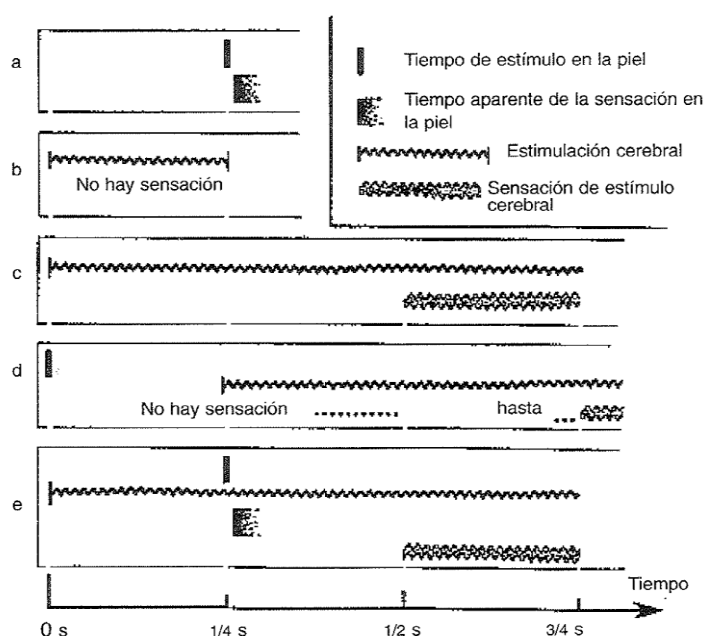 a
Tiempo de estímulo en la piel
Tiempo aparente de la sensación en
la piel
Estimulación cerebral
Sensación de estímulo
cerebral
b
No hay sensación
c
d
No hay sensación
hasta
e
Tiempo
0 s
1/4 s
1/2 s
3/4 s